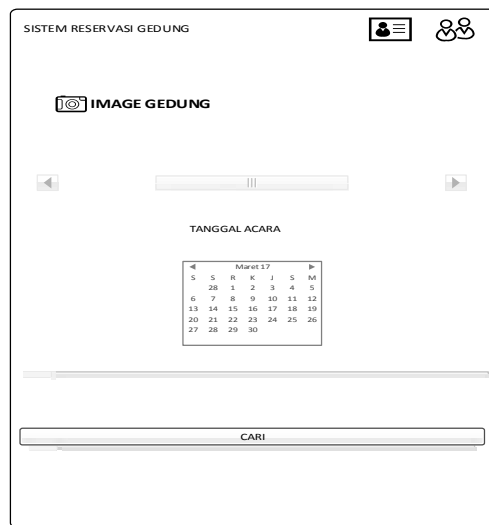 SISTEM RESERVASI GEDUNG
IMAGE GEDUNG
TANGGAL ACARA
Maret 17
S S R K J S M
28 1 2 3 4 5
6 7 8 9 10 11 12
13 14 15 16 17 18 19
20 21 22 23 24 25 26
27 28 29 30
CARI